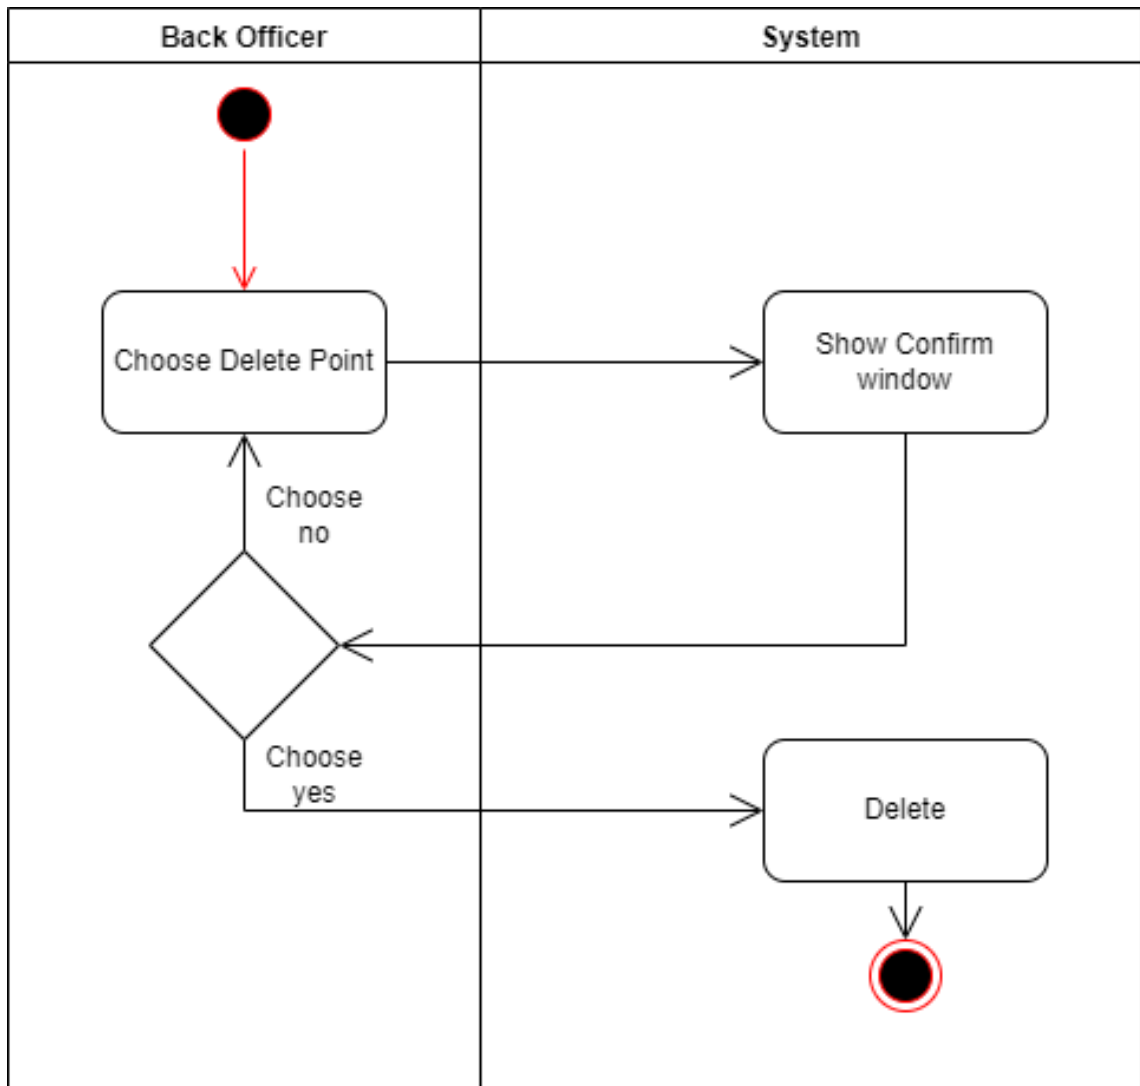 Back Officer
System
Choose Delete Point
Show Confirm
window
Choose
no
Choose
yes
Delete